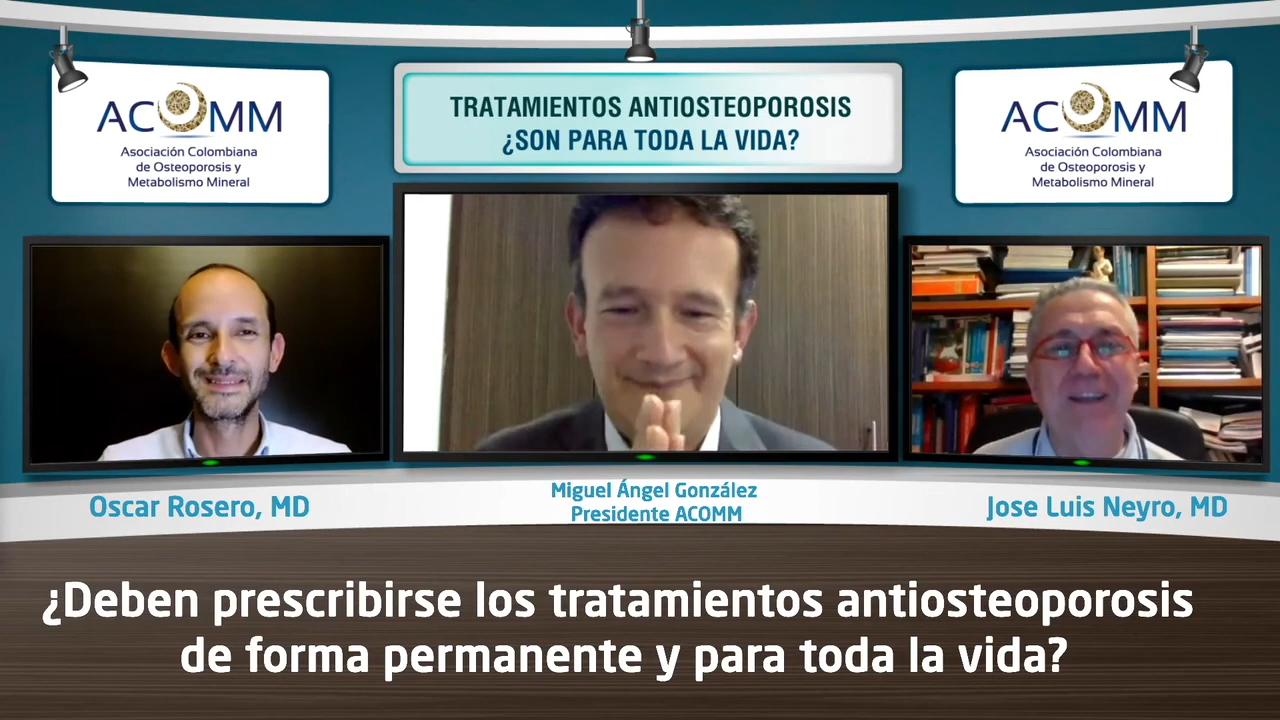 ACOMM
Asociación Colombiana
de Osteoporosis y
Metabolismo Mineral
TRATAMIENTOS ANTIOSTEOPOROSIS
¿SON PARA TODA LA VIDA?
ACOMM
Asociación Colombiana
de Osteoporosis y
Metabolismo Mineral
Oscar Rosero, MD
Miguel Ángel González
Presidente ACOMM
Jose Luis Neyro, MD
¿Deben prescribirse los tratamientos antiosteoporosis
de forma permanente y para toda la vida?